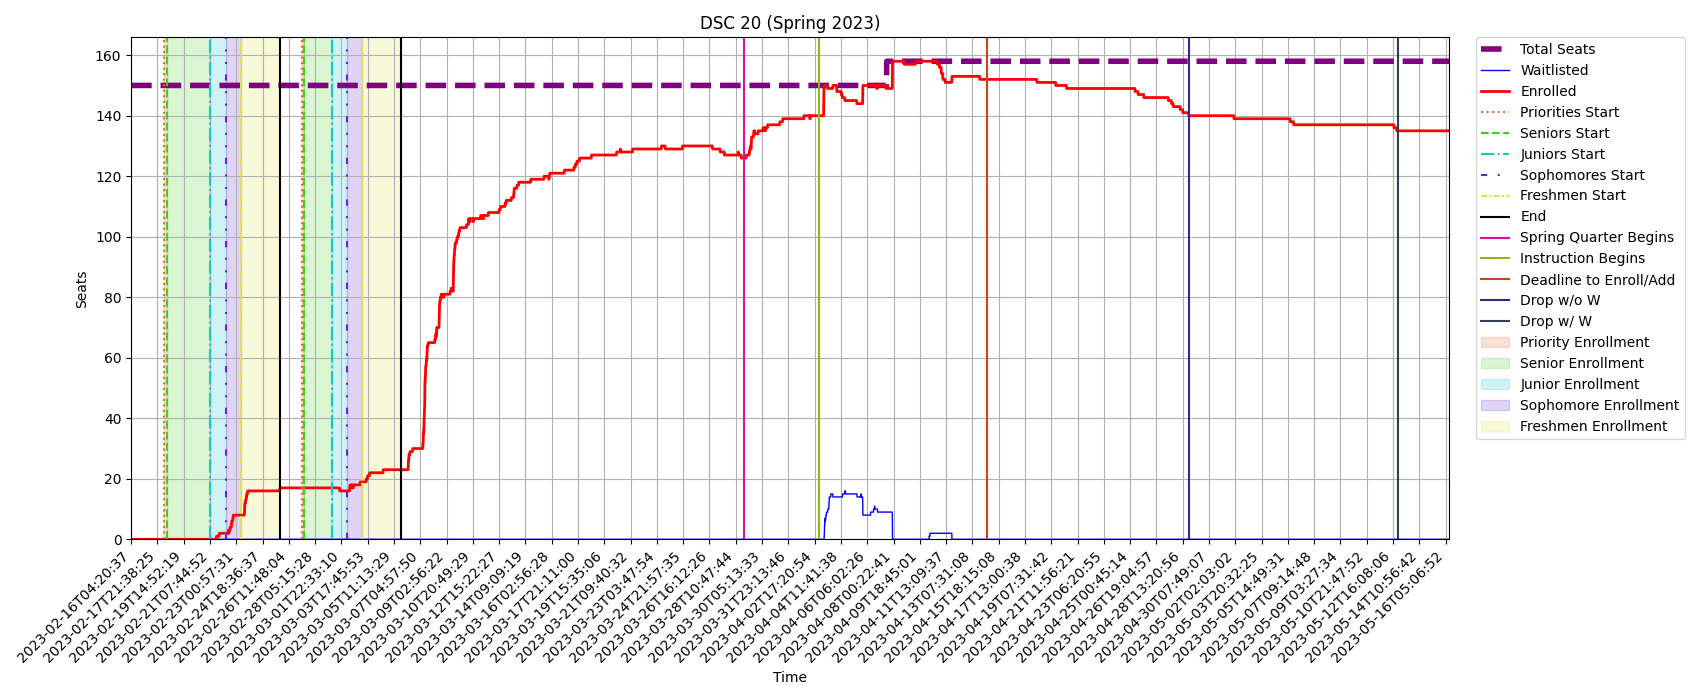 DSC 20 (Spring 2023)
160
140
120
100
80
60
40
20
0
Seats
2023-02-16T04:20:37
2023-02-17T21:38:25
2023-02-19T14:52:19
2023-02-21T07:44:52
2023-02-23T00:57:31
2023-02-24T18:36:37
2023-02-26T11:48:04
2023-02-28T05:15:28
2023-03-01T22:33:10
2023-03-03T17:45:53
2023-03-05T11:13:29
2023-03-07T04:57:50
2023-03-09T02:56:22
2023-03-10T20:49:29
2023-03-12T15:22:27
2023-03-14T09:09:19
2023-03-16T02:56:28
2023-03-17T21:11:00
2023-03-19T15:35:06
2023-03-21T09:40:32
2023-03-23T03:47:54
2023-03-24T21:57:35
2023-03-26T16:12:26
2023-03-28T10:47:44
2023-03-30T05:13:33
2023-03-31T23:13:46
2023-04-02T17:20:54
2023-04-04T11:41:38
2023-04-06T06:02:26
2023-04-08T00:22:41
2023-04-09T18:45:01
2023-04-11T13:09:37
2023-04-13T07:31:08
2023-04-15T18:15:08
2023-04-17T13:00:38
2023-04-19T07:31:42
2023-04-21T11:56:21
2023-04-23T06:20:55
2023-04-25T00:45:14
2023-04-26T19:04:57
2023-04-28T13:20:56
2023-04-30T07:49:07
2023-05-02T02:03:02
2023-05-03T20:32:25
2023-05-05T14:49:31
2023-05-07T09:14:48
2023-05-09T03:27:34
2023-05-10T21:47:52
2023-05-12T16:08:06
2023-05-14T10:56:42
2023-05-16T05:06:52
Time
Total Seats
Waitlisted
Enrolled
Priorities Start
Seniors Start
Juniors Start
Sophomores Start
Freshmen Start
End
Spring Quarter Begins
Instruction Begins
Deadline to Enroll/Add
Drop w/o W
Drop w/ W
Priority Enrollment
Senior Enrollment
Junior Enrollment
Sophomore Enrollment
Freshmen Enrollment